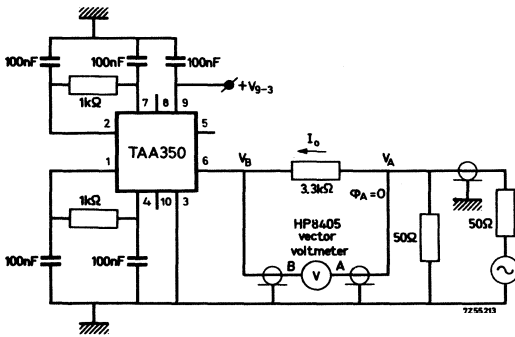 100nF
100nF
100nF
1kΩ
+V9-3
7 8 9
2
5
TAA350
1
6
VB
Io
VA
3.3kΩ
ΦA=0
4 10 3
1kΩ
HP8405
vector
voltmeter
50Ω
50Ω
100nF
100nF
B
V
A
7Z55213